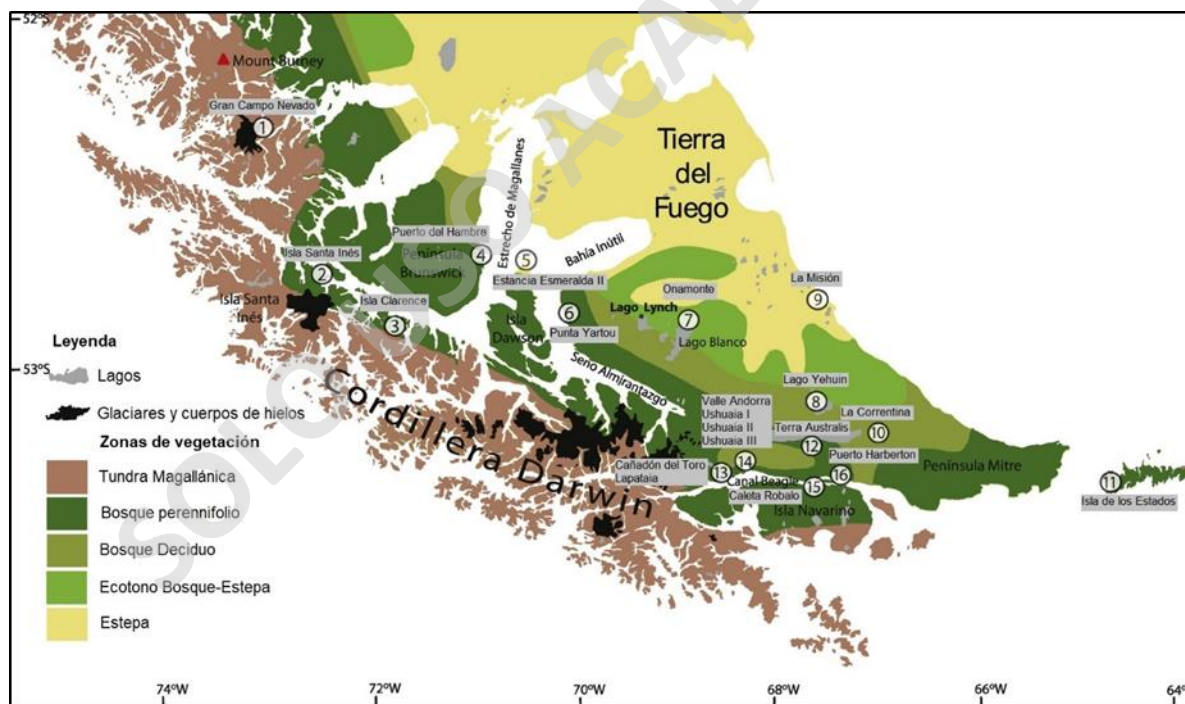 52°S
Mount Burney
Gran Campo Nevado
1
Estrecho de Magallanes
Tierra
del
Fuego
Puerto del Hambre
4
Península
Brunswick
5
Bahía Inútil
Estancia Esmeralda II
Isla Santa Inés
2
Isla Santa
Inés
Isla Clarence
3
Isla
Dawson
6
Punta Yartou
Onamonte
Lago Lynch
7
Lago Blanco
La Misión
9
53°S
Seno Almirantazgo
Cordillera Darwin
Lago Yehuin
8
La Correntina
10
Valle Andorra
Ushuaia I
Ushuaia II
Ushuaia III
Terra Australis
12
Puerto Harberton
16
Península Mitre
Cañadón del Toro
Lapataia
13
14
Canal Beagle
15
Caleta Robalo
Isla Navarino
11
Isla de los Estados
Leyenda
Lagos
Glaciares y cuerpos de hielos
Zonas de vegetación
Tundra Magallánica
Bosque perennifolio
Bosque Deciduo
Ecotono Bosque-Estepa
Estepa
74°W
72°W
70°W
68°W
66°W
64°
SOLO USO ACA